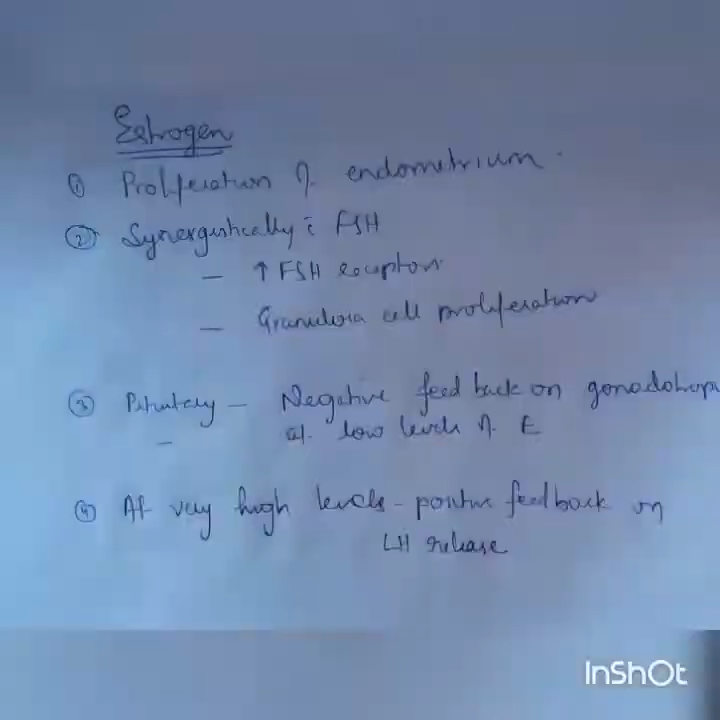 Estrogen
① Proliferation of endometrium.
② Synergistically c̄ FSH
— ↑ FSH receptors
— Granulosa cell proliferation
③ Pituitary — Negative feed back on gonadotrop
— at low levels of E
④ At very high levels - positive feedback on
LH release
InShOt